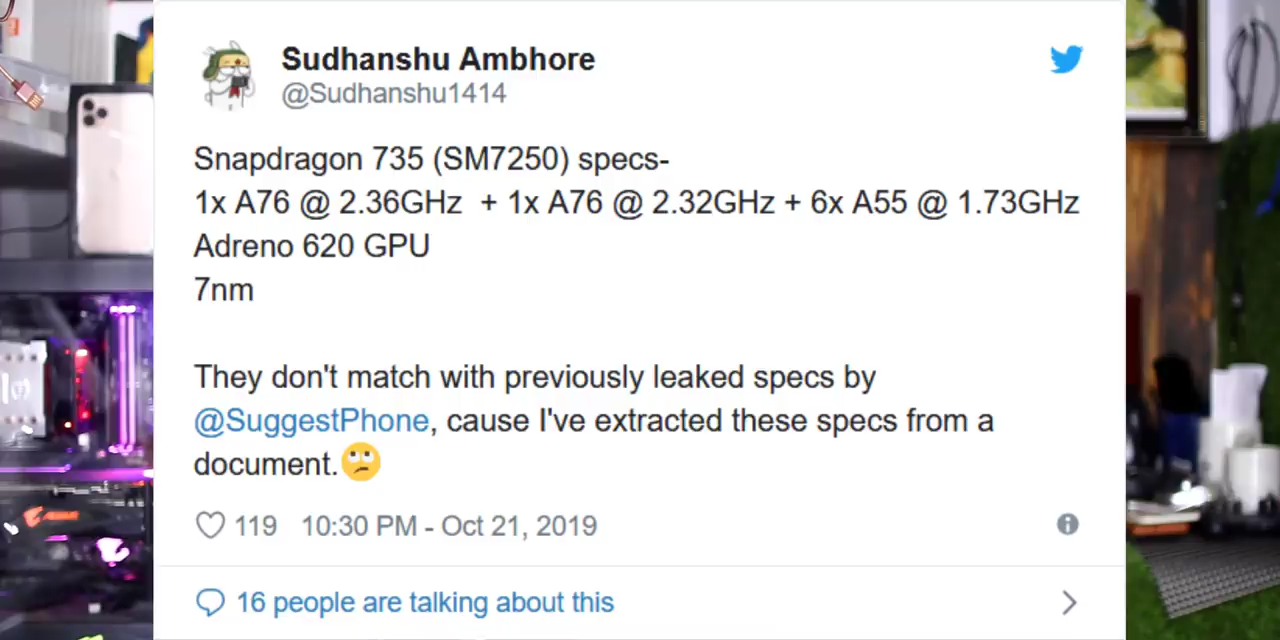 Sudhanshu Ambhore
@Sudhanshu1414
Snapdragon 735 (SM7250) specs-
1x A76 @ 2.36GHz + 1x A76 @ 2.32GHz + 6x A55 @ 1.73GHz
Adreno 620 GPU
7nm
They don't match with previously leaked specs by
@SuggestPhone, cause I've extracted these specs from a
document.🙄
119 10:30 PM - Oct 21, 2019
16 people are talking about this